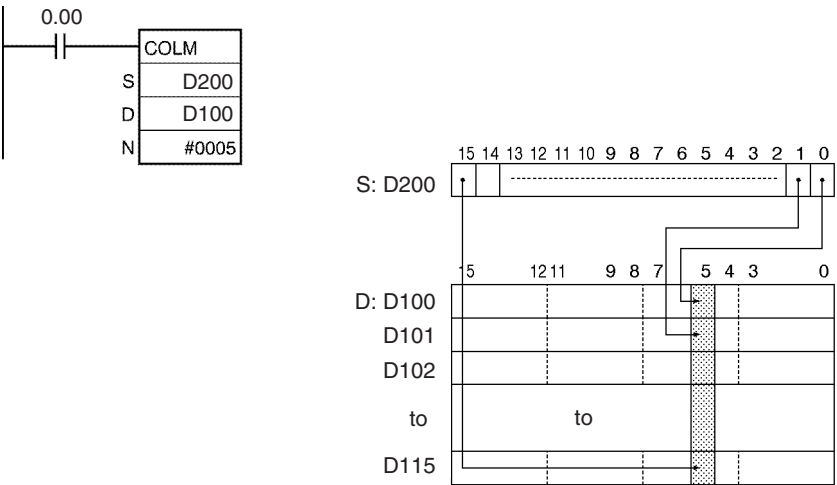 0.00
COLM
S D200
D D100
N #0005
15 14 13 12 11 10 9 8 7 6 5 4 3 2 1 0
S: D200
15 12 11 9 8 7 5 4 3 0
D: D100
D101
D102
to to
D115